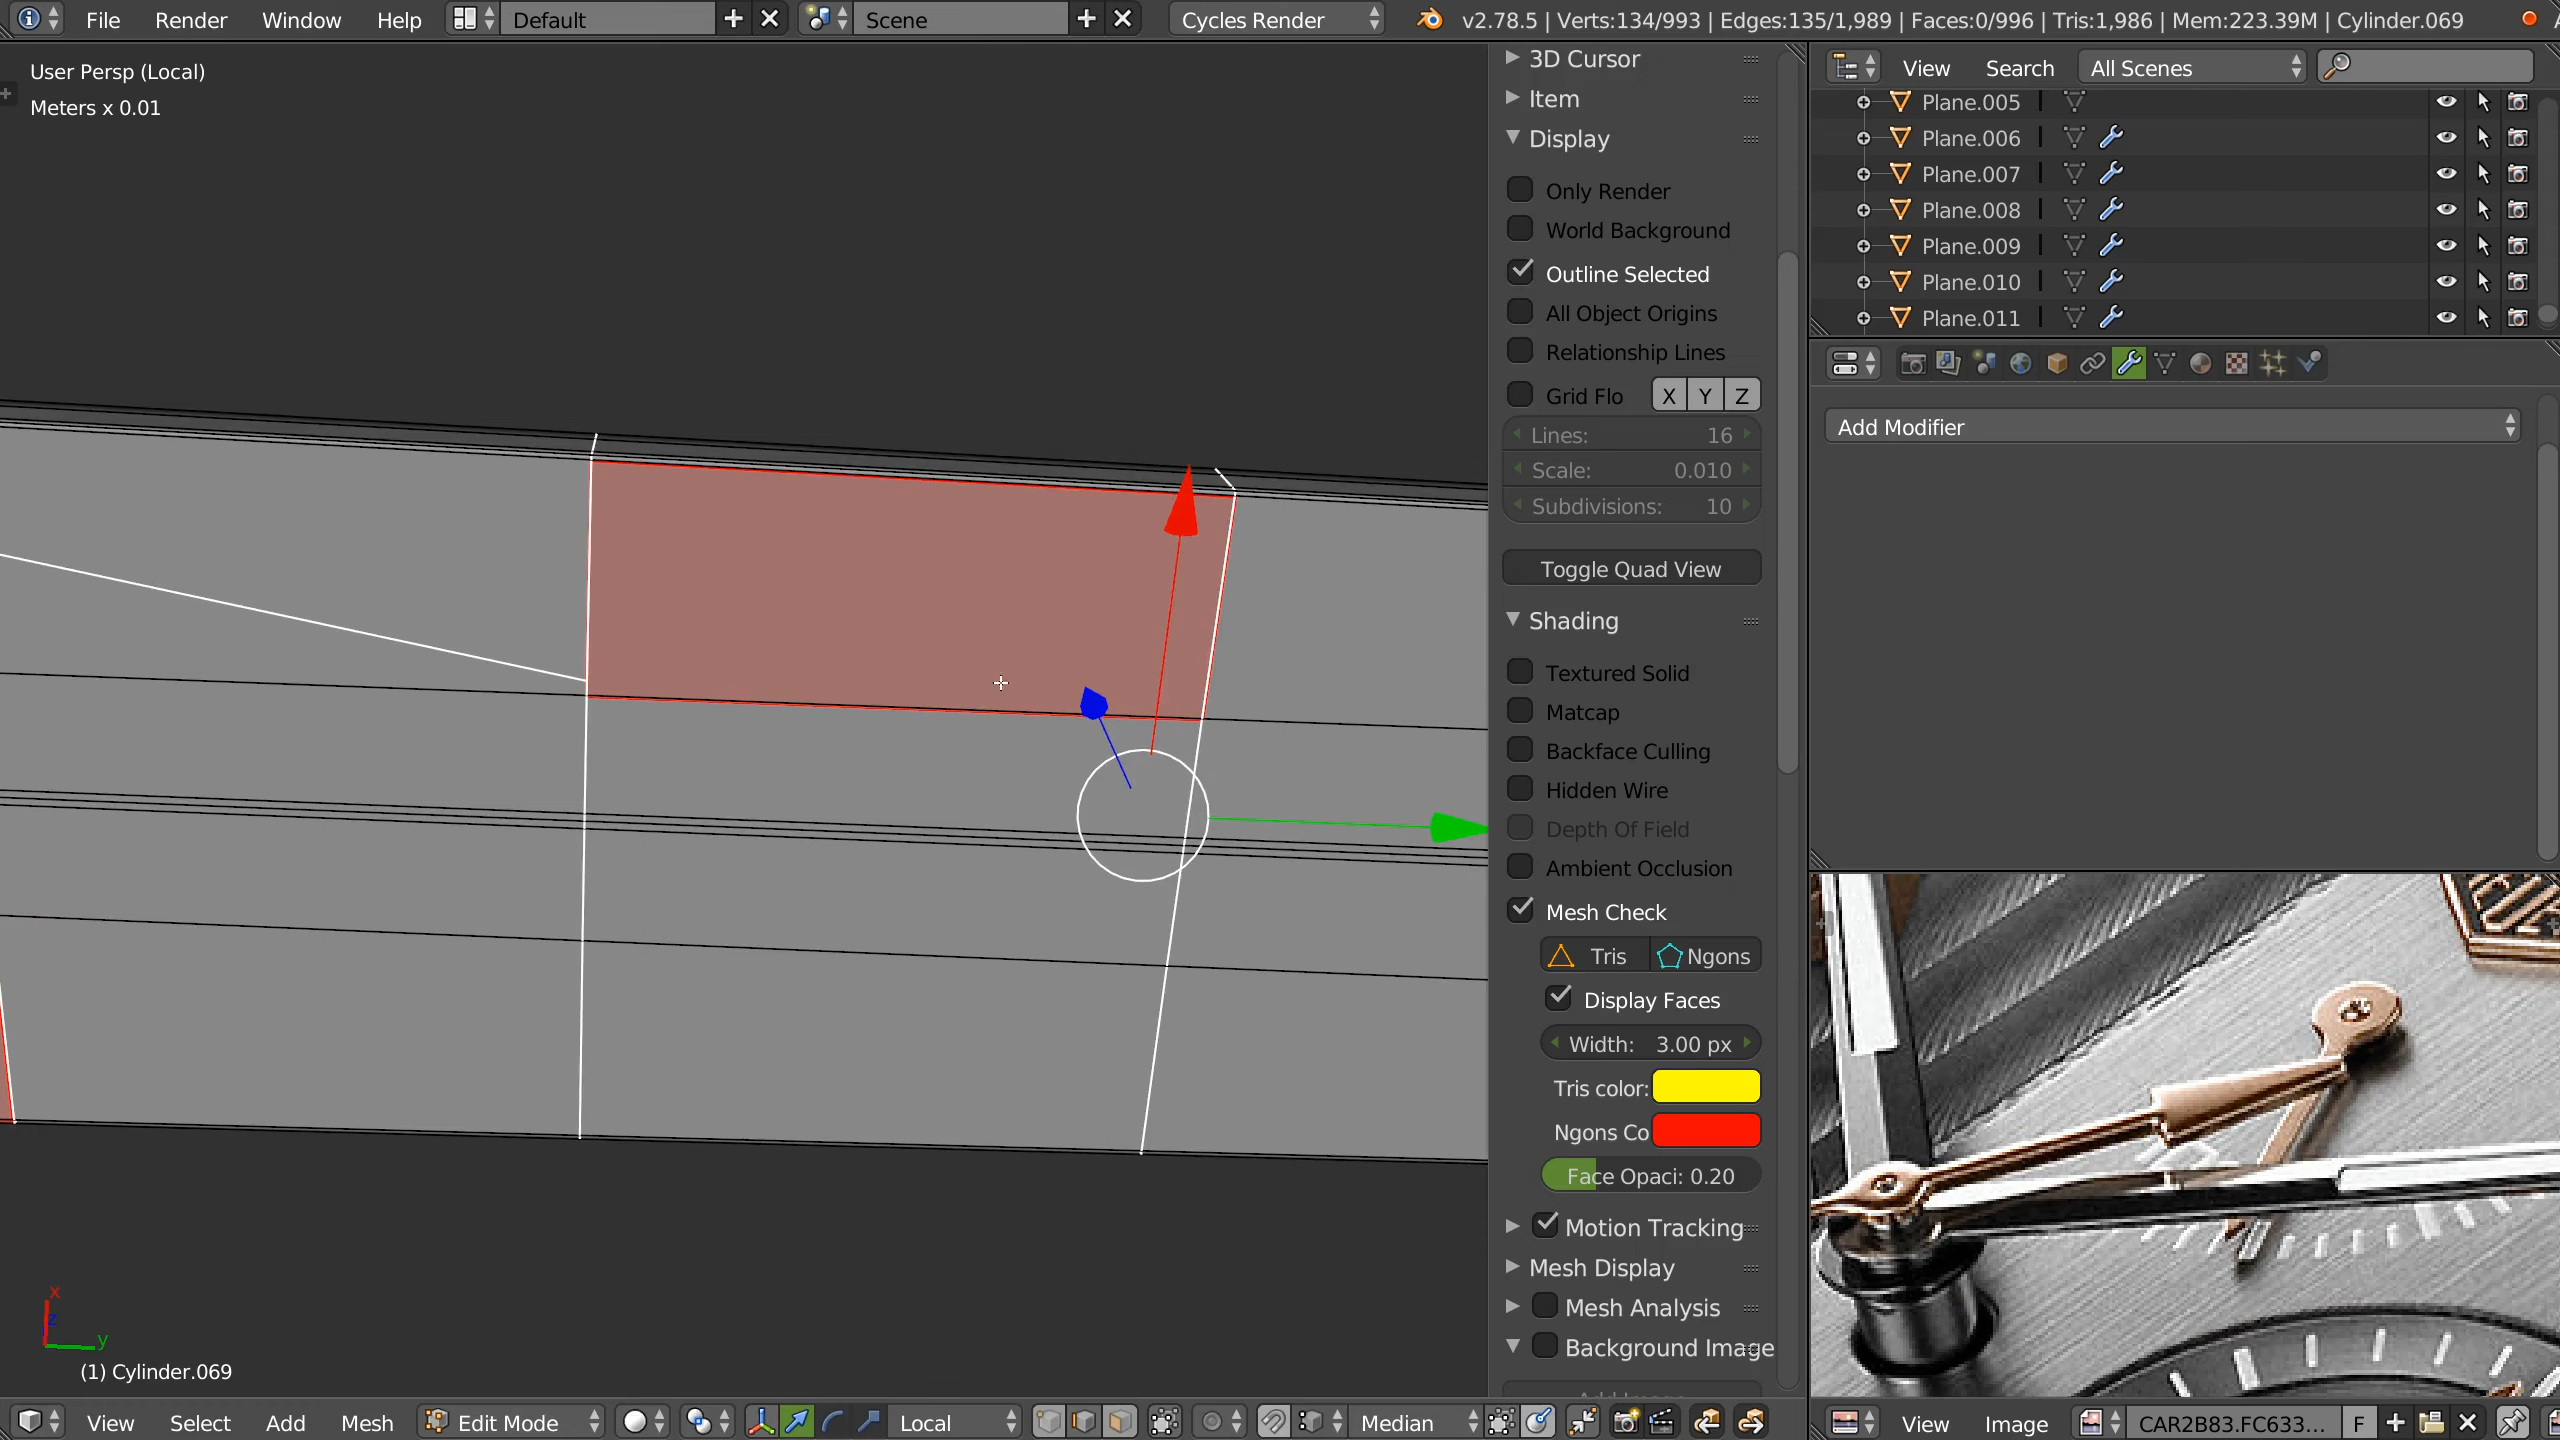 File Render Window Help Default Scene Cycles Render v2.78.5 | Verts:134/993 | Edges:135/1,989 | Faces:0/996 | Tris:1,986 | Mem:223.39M | Cylinder.069
User Persp (Local)
Meters x 0.01
x
z
y
(1) Cylinder.069
3D Cursor
Item
Display
Only Render
World Background
Outline Selected
All Object Origins
Relationship Lines
Grid Flo X Y Z
Lines: 16
Scale: 0.010
Subdivisions: 10
Toggle Quad View
Shading
Textured Solid
Matcap
Backface Culling
Hidden Wire
Depth Of Field
Ambient Occlusion
Mesh Check
Tris Ngons
Display Faces
Width: 3.00 px
Tris color:
Ngons Co
Face Opaci: 0.20
Motion Tracking
Mesh Display
Mesh Analysis
Background Image
View Search All Scenes
Plane.005
Plane.006
Plane.007
Plane.008
Plane.009
Plane.010
Plane.011
Add Modifier
View Select Add Mesh Edit Mode Local Median
View Image CAR2B83.FC633... F